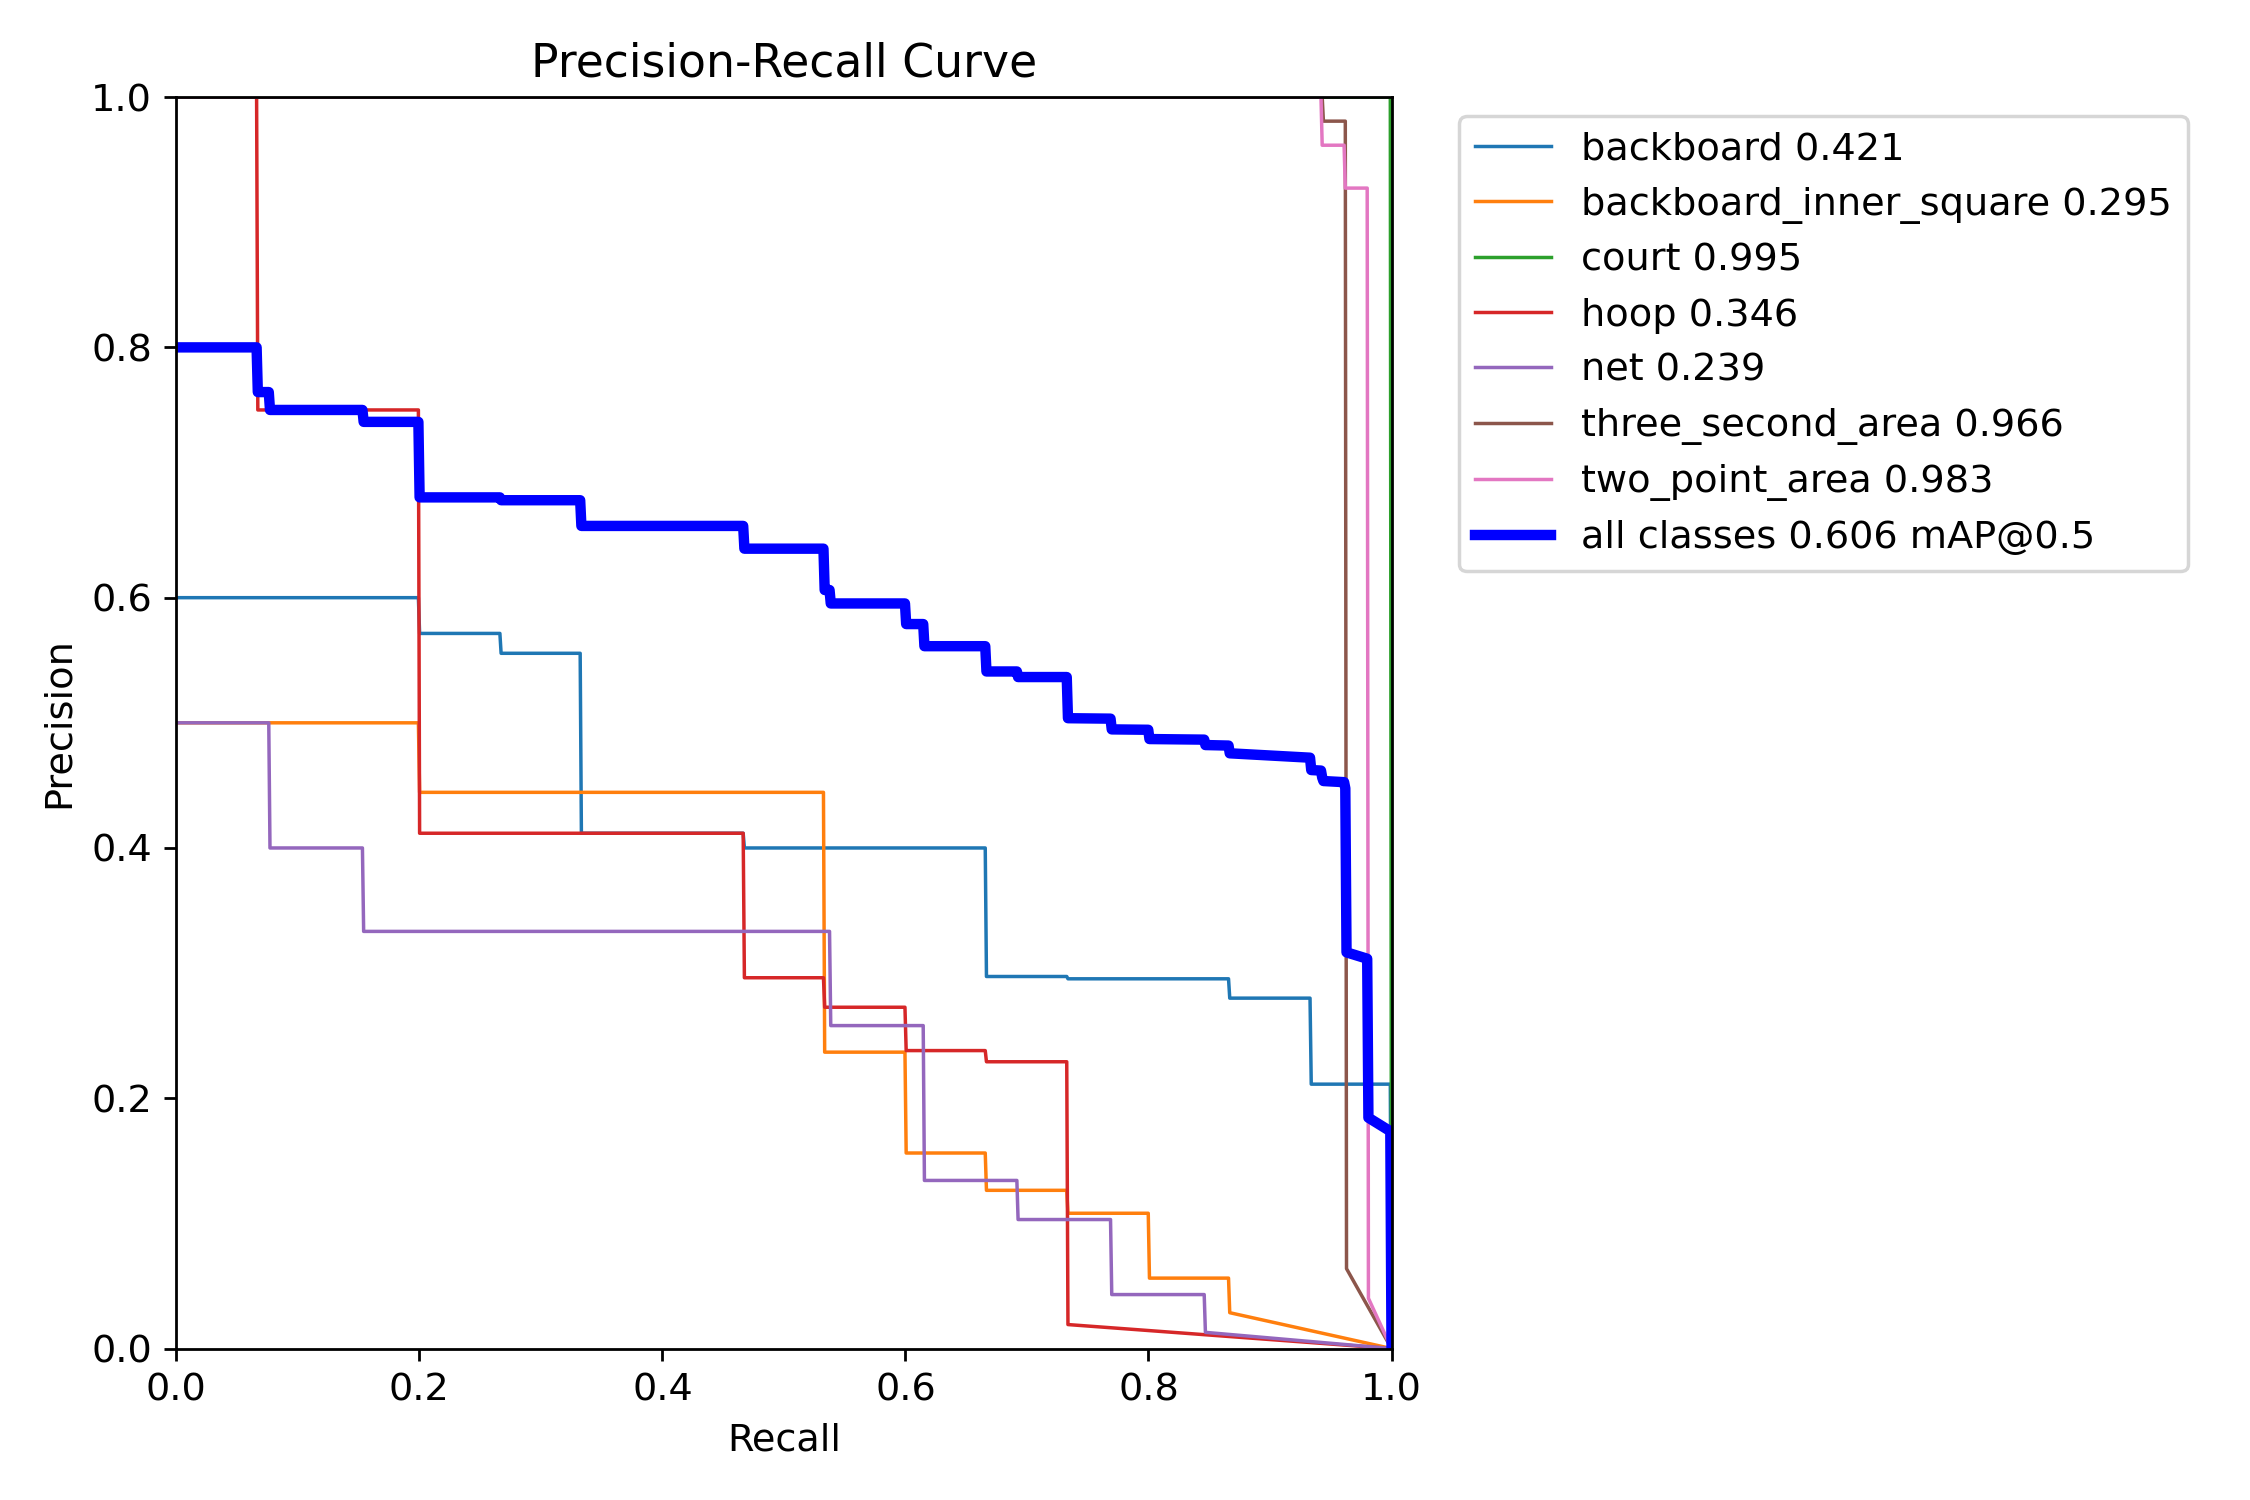 Precision-Recall Curve
1.0
0.8
0.6
0.4
0.2
0.0
Precision
0.0 0.2 0.4 0.6 0.8 1.0
Recall
backboard 0.421
backboard_inner_square 0.295
court 0.995
hoop 0.346
net 0.239
three_second_area 0.966
two_point_area 0.983
all classes 0.606 mAP@0.5